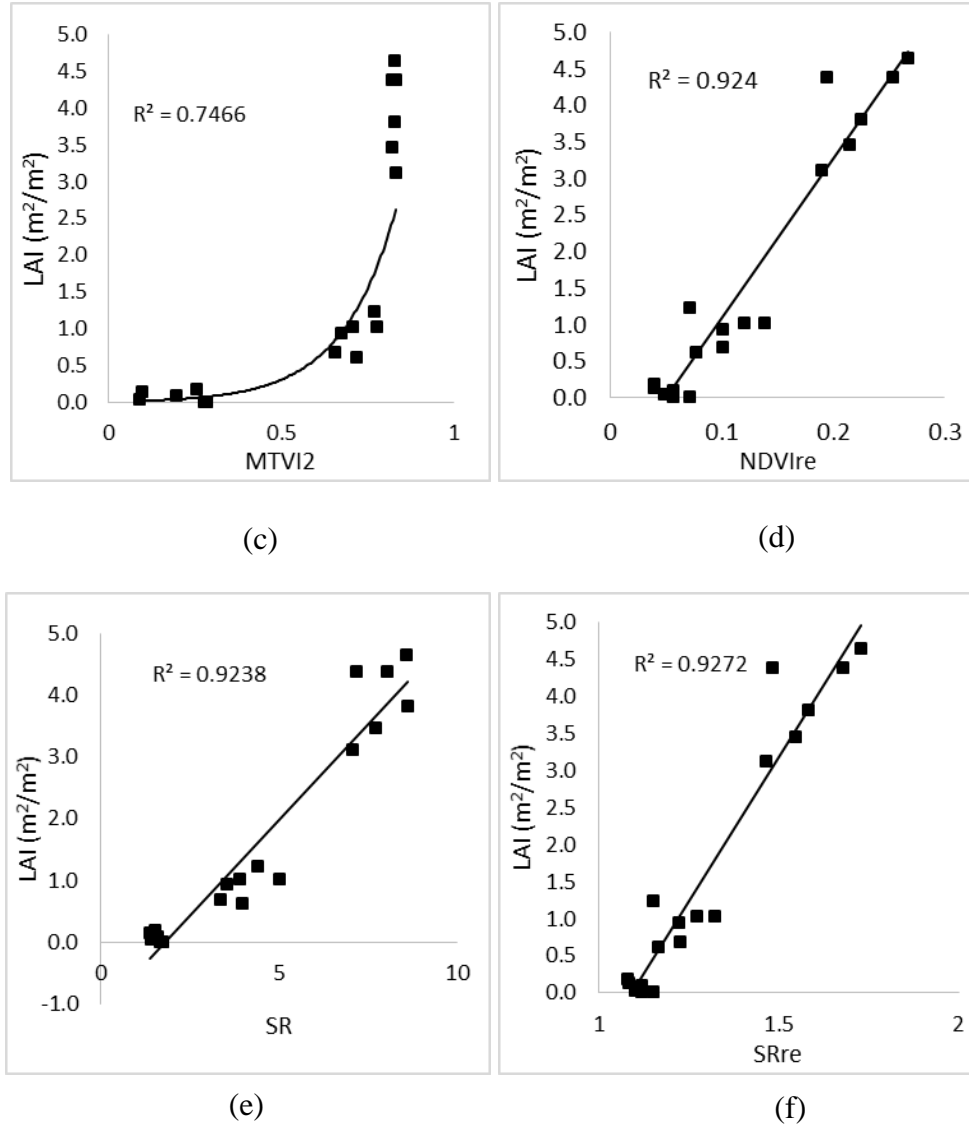 5.0
4.5
4.0
3.5
3.0
2.5
2.0
1.5
1.0
0.5
0.0
LAI (m²/m²)
R² = 0.7466
0 0.5 1
MTVI2
(c)
5.0
4.5
4.0
3.5
3.0
2.5
2.0
1.5
1.0
0.5
0.0
LAI (m²/m²)
R² = 0.924
0 0.1 0.2 0.3
NDVIre
(d)
5.0
4.0
3.0
2.0
1.0
0.0
-1.0
LAI (m²/m²)
R² = 0.9238
0 5 10
SR
(e)
5.0
4.5
4.0
3.5
3.0
2.5
2.0
1.5
1.0
0.5
0.0
LAI (m²/m²)
R² = 0.9272
1 1.5 2
SRre
(f)